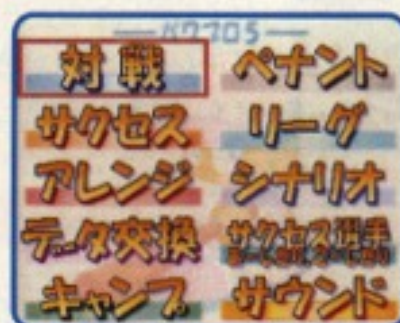 パワプロ5
対戦 ペナント
サクセス リーグ
アレンジ シナリオ
データ交換 サクセス選手
キャンプ サウンド